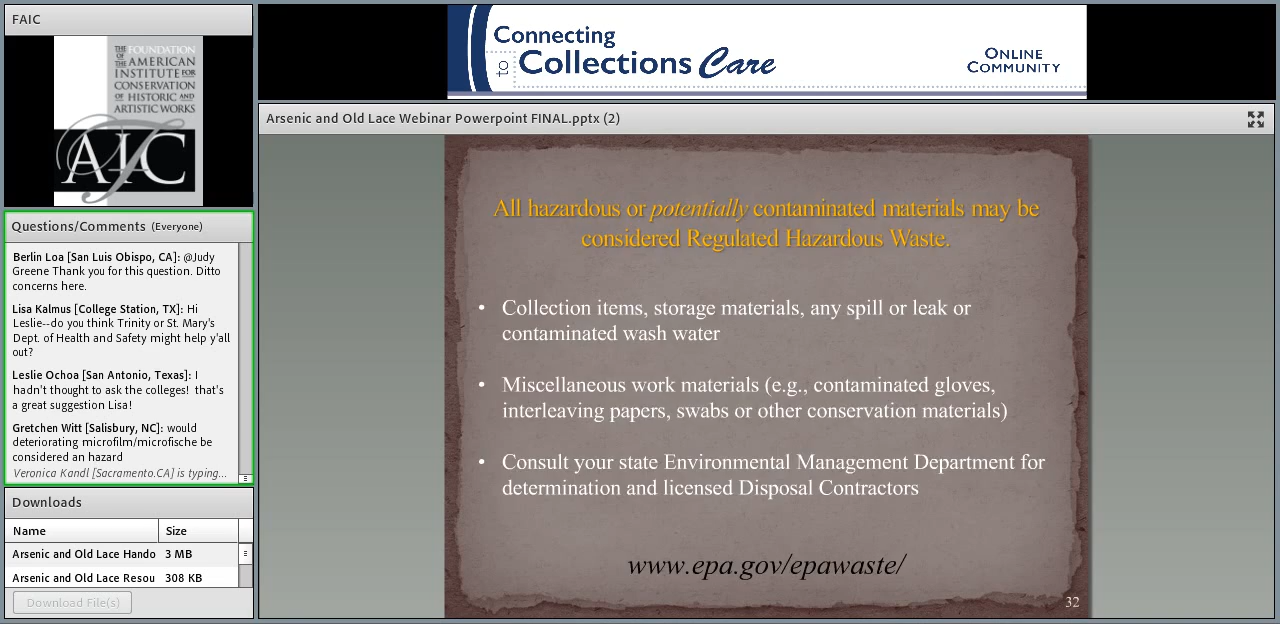 FAIC
THE FOUNDATION
OF THE AMERICAN
INSTITUTE FOR
CONSERVATION
OF HISTORIC AND
ARTISTIC WORKS
FAIC
Connecting
to Collections Care
ONLINE
COMMUNITY
Arsenic and Old Lace Webinar Powerpoint FINAL.pptx (2)
Questions/Comments (Everyone)
Berlin Loa [San Luis Obispo, CA]: @Judy
Greene Thank you for this question. Ditto
concerns here.
Lisa Kalmus [College Station, TX]: Hi
Leslie--do you think Trinity or St. Mary's
Dept. of Health and Safety might help y'all
out?
Leslie Ochoa [San Antonio, Texas]: I
hadn't thought to ask the colleges! that's
a great suggestion Lisa!
Gretchen Witt [Salisbury, NC]: would
deteriorating microfilm/microfische be
considered an hazard
Veronica Kandl [Sacramento.CA] is typing...
Downloads
Name Size
Arsenic and Old Lace Hando 3 MB
Arsenic and Old Lace Resou 308 KB
Download File(s)
All hazardous or potentially contaminated materials may be
considered Regulated Hazardous Waste.
• Collection items, storage materials, any spill or leak or
contaminated wash water
• Miscellaneous work materials (e.g., contaminated gloves,
interleaving papers, swabs or other conservation materials)
• Consult your state Environmental Management Department for
determination and licensed Disposal Contractors
www.epa.gov/epawaste/
32